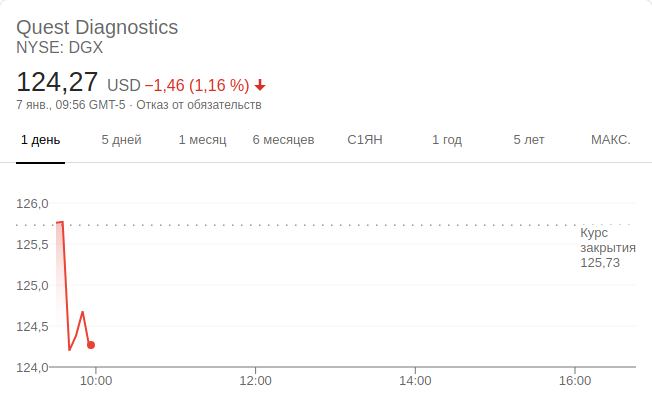 Quest Diagnostics
NYSE: DGX
124,27 USD −1,46 (1,16 %)
7 янв., 09:56 GMT-5 · Отказ от обязательств
1 день 5 дней 1 месяц 6 месяцев С1ЯН 1 год 5 лет МАКС.
126,0
125,5
125,0
124,5
124,0
Курс
закрытия
125,73
10:00 12:00 14:00 16:00